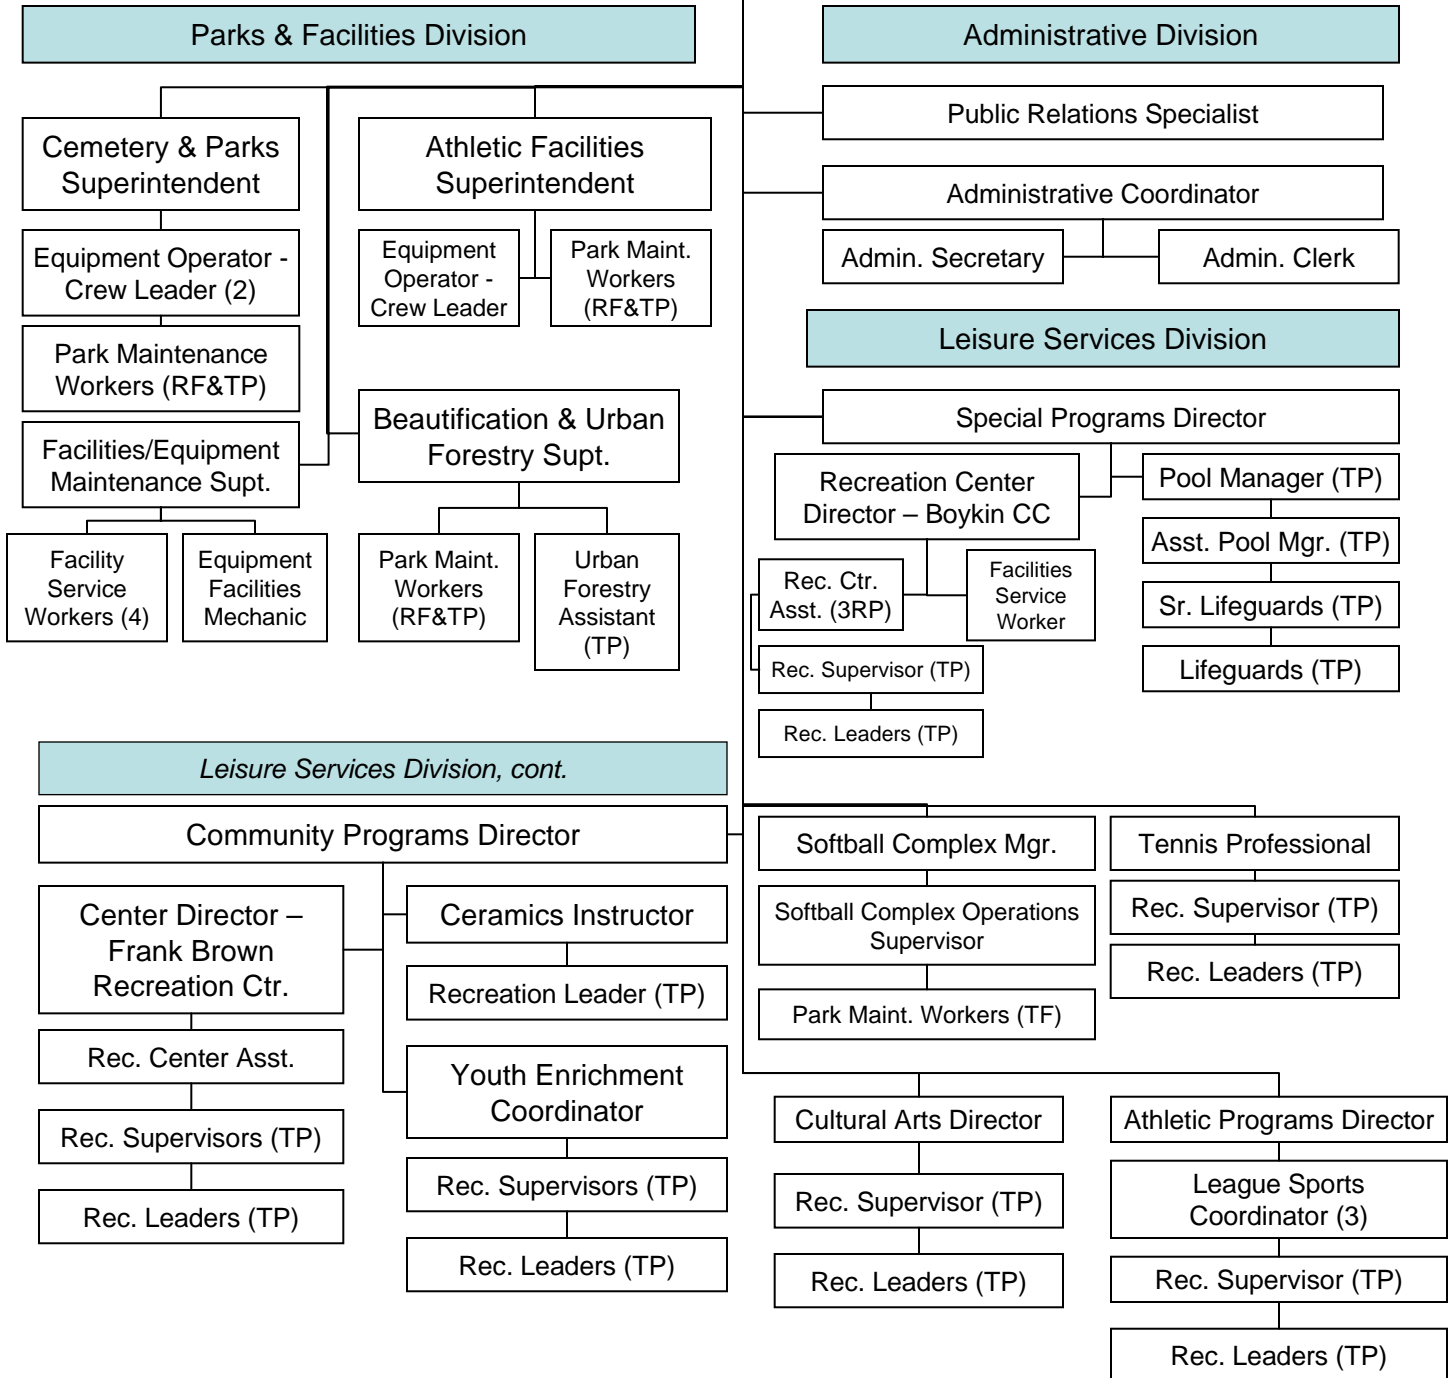 Parks & Facilities Division
Cemetery & Parks
Superintendent
Equipment Operator -
Crew Leader (2)
Park Maintenance
Workers (RF&TP)
Facilities/Equipment
Maintenance Supt.
Facility
Service
Workers (4)
Equipment
Facilities
Mechanic
Athletic Facilities
Superintendent
Equipment
Operator -
Crew Leader
Park Maint.
Workers
(RF&TP)
Beautification & Urban
Forestry Supt.
Park Maint.
Workers
(RF&TP)
Urban
Forestry
Assistant
(TP)
Administrative Division
Public Relations Specialist
Administrative Coordinator
Admin. Secretary
Admin. Clerk
Leisure Services Division
Special Programs Director
Recreation Center
Director – Boykin CC
Rec. Ctr.
Asst. (3RP)
Facilities
Service
Worker
Rec. Supervisor (TP)
Rec. Leaders (TP)
Pool Manager (TP)
Asst. Pool Mgr. (TP)
Sr. Lifeguards (TP)
Lifeguards (TP)
Leisure Services Division, cont.
Community Programs Director
Center Director –
Frank Brown
Recreation Ctr.
Rec. Center Asst.
Rec. Supervisors (TP)
Rec. Leaders (TP)
Ceramics Instructor
Recreation Leader (TP)
Youth Enrichment
Coordinator
Rec. Supervisors (TP)
Rec. Leaders (TP)
Softball Complex Mgr.
Softball Complex Operations
Supervisor
Park Maint. Workers (TF)
Tennis Professional
Rec. Supervisor (TP)
Rec. Leaders (TP)
Cultural Arts Director
Rec. Supervisor (TP)
Rec. Leaders (TP)
Athletic Programs Director
League Sports
Coordinator (3)
Rec. Supervisor (TP)
Rec. Leaders (TP)